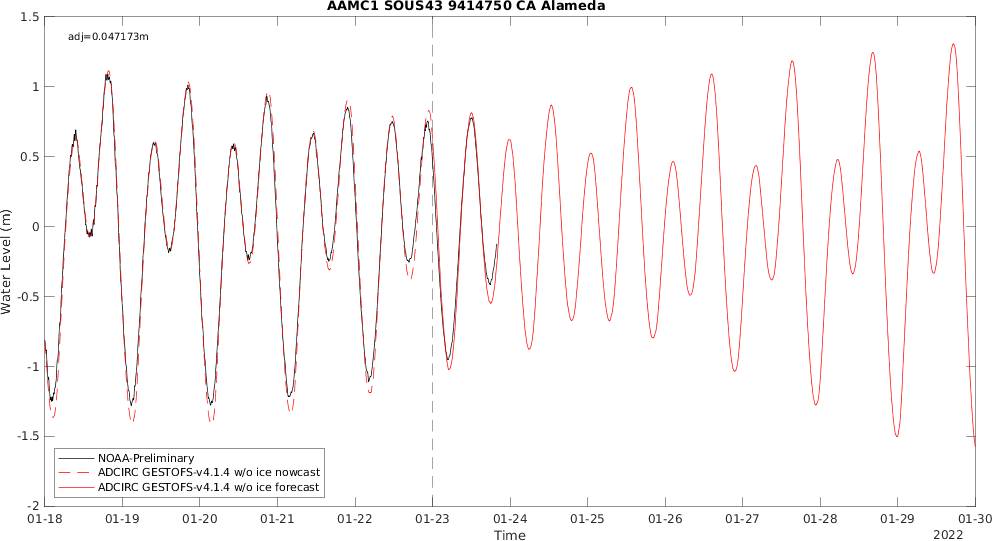 AAMC1 SOUS43 9414750 CA Alameda
1.5
adj=0.047173m
1
0.5
0
-0.5
-1
-1.5
-2
Water Level (m)
NOAA-Preliminary
ADCIRC GESTOFS-v4.1.4 w/o ice nowcast
ADCIRC GESTOFS-v4.1.4 w/o ice forecast
01-18 01-19 01-20 01-21 01-22 01-23 01-24 01-25 01-26 01-27 01-28 01-29 01-30
Time
2022